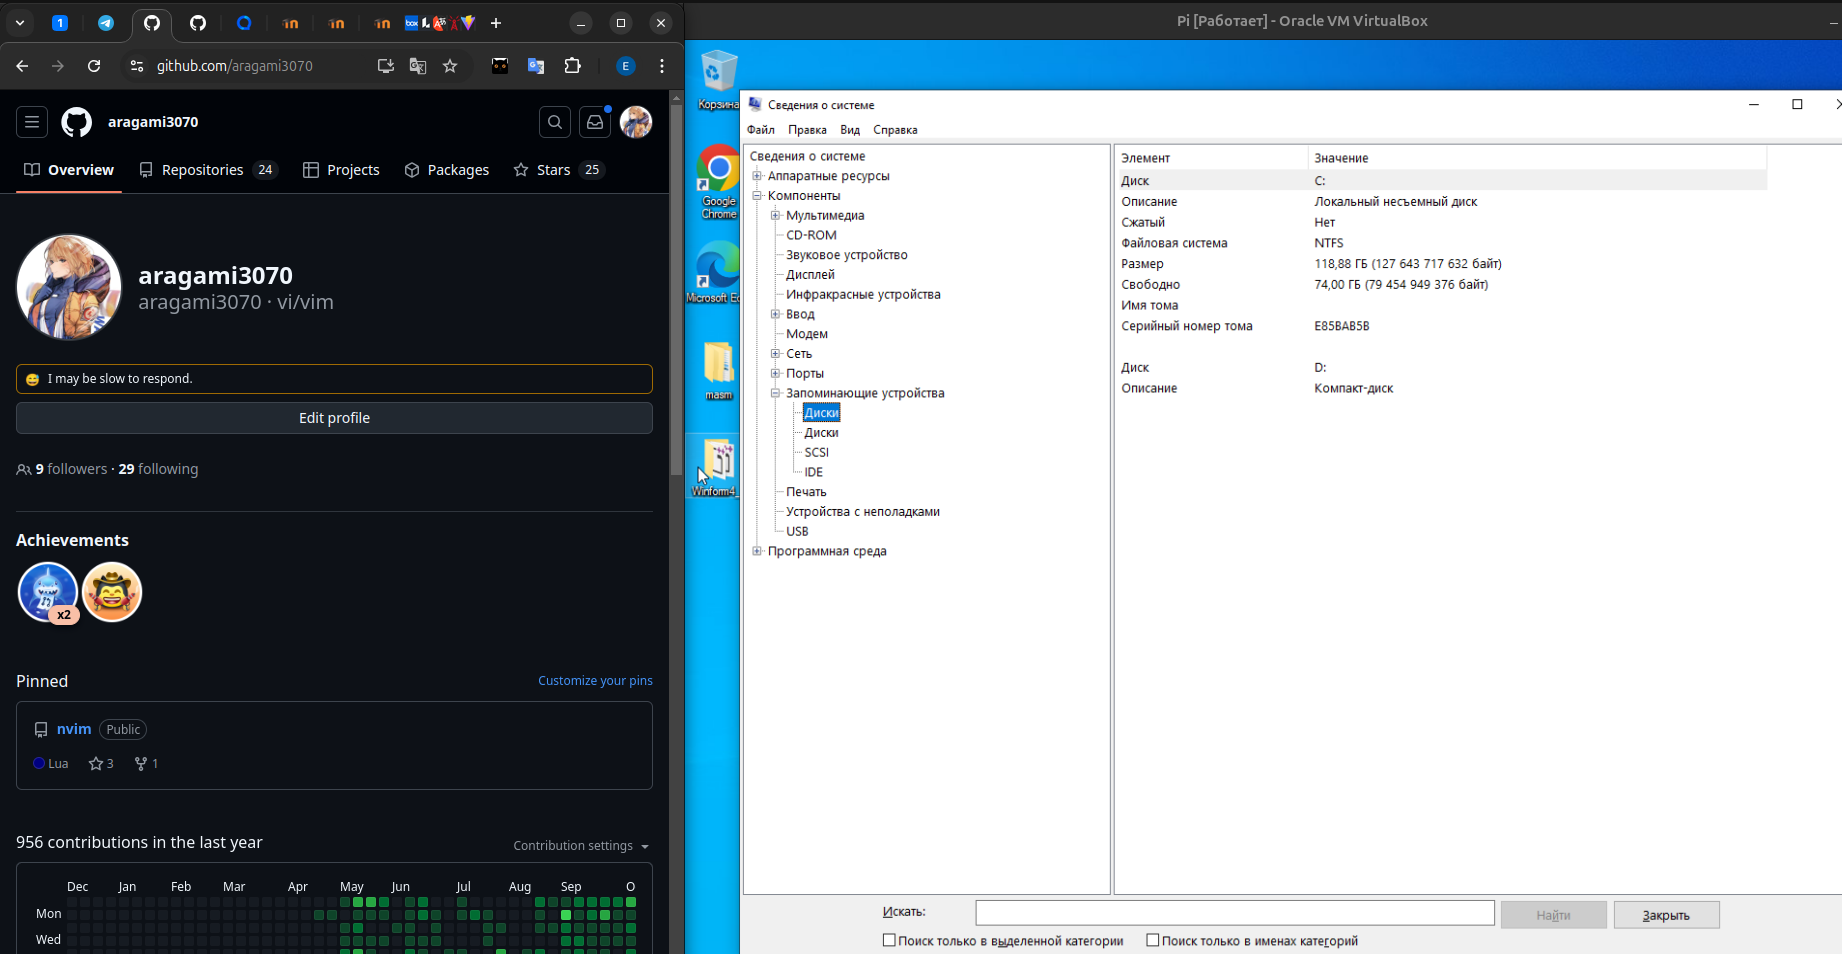 1
github.com/aragami3070
E
aragami3070
Overview
Repositories 24
Projects
Packages
Stars 25
aragami3070
aragami3070 · vi/vim
I may be slow to respond.
Edit profile
9 followers · 29 following
Achievements
x2
Pinned
Customize your pins
nvim Public
Lua 3 1
956 contributions in the last year
Contribution settings
Dec Jan Feb Mar Apr May Jun Jul Aug Sep O
Mon
Wed
Pi [Работает] - Oracle VM VirtualBox
Корзина
Google
Chrome
Microsoft Ed
masm
Winform4_
Сведения о системе
Файл Правка Вид Справка
Сведения о системе
Аппаратные ресурсы
Компоненты
Мультимедиа
CD-ROM
Звуковое устройство
Дисплей
Инфракрасные устройства
Ввод
Модем
Сеть
Порты
Запоминающие устройства
Диски
Диски
SCSI
IDE
Печать
Устройства с неполадками
USB
Программная среда
Элемент Значение
Диск C:
Описание Локальный несъемный диск
Сжатый Нет
Файловая система NTFS
Размер 118,88 ГБ (127 643 717 632 байт)
Свободно 74,00 ГБ (79 454 949 376 байт)
Имя тома
Серийный номер тома E85BAB5B
Диск D:
Описание Компакт-диск
Искать:
Найти
Закрыть
Поиск только в выделенной категории
Поиск только в именах категорий